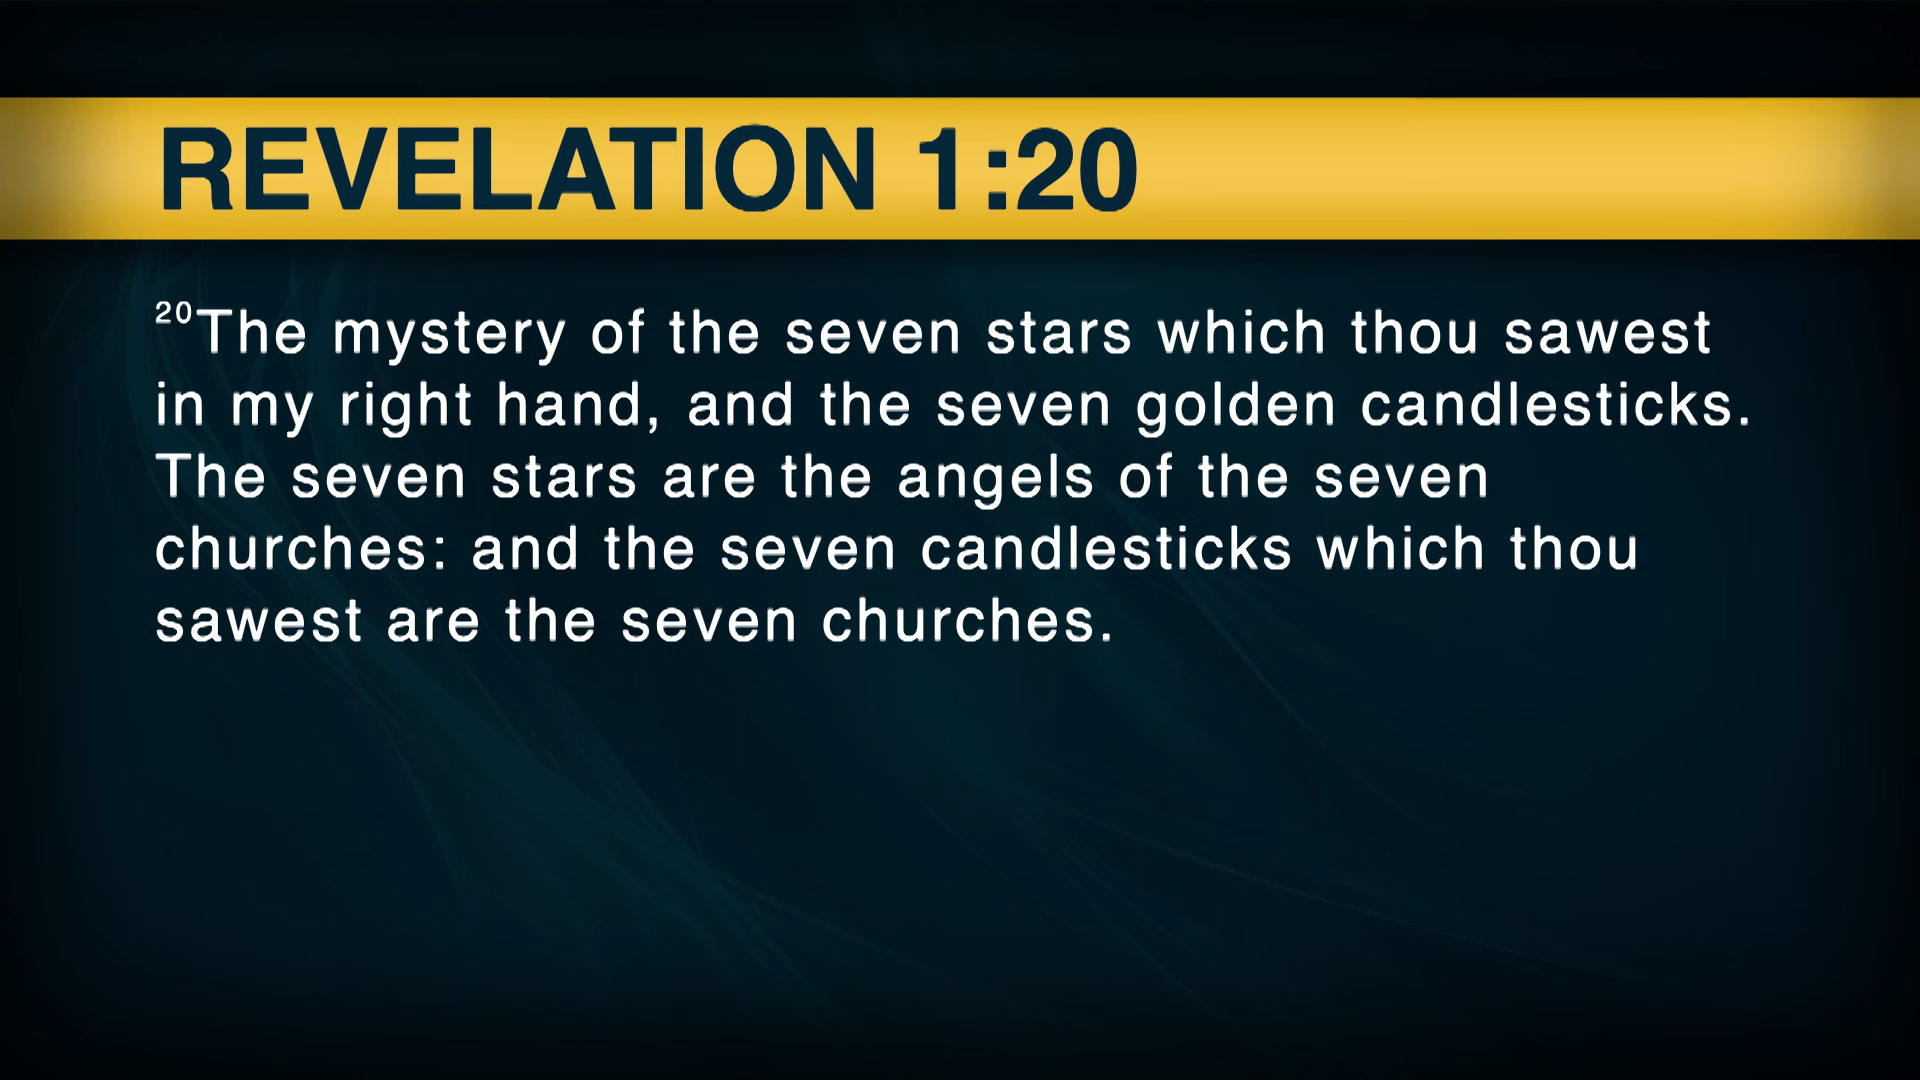 REVELATION 1:20
²⁰The mystery of the seven stars which thou sawest
in my right hand, and the seven golden candlesticks.
The seven stars are the angels of the seven
churches: and the seven candlesticks which thou
sawest are the seven churches.